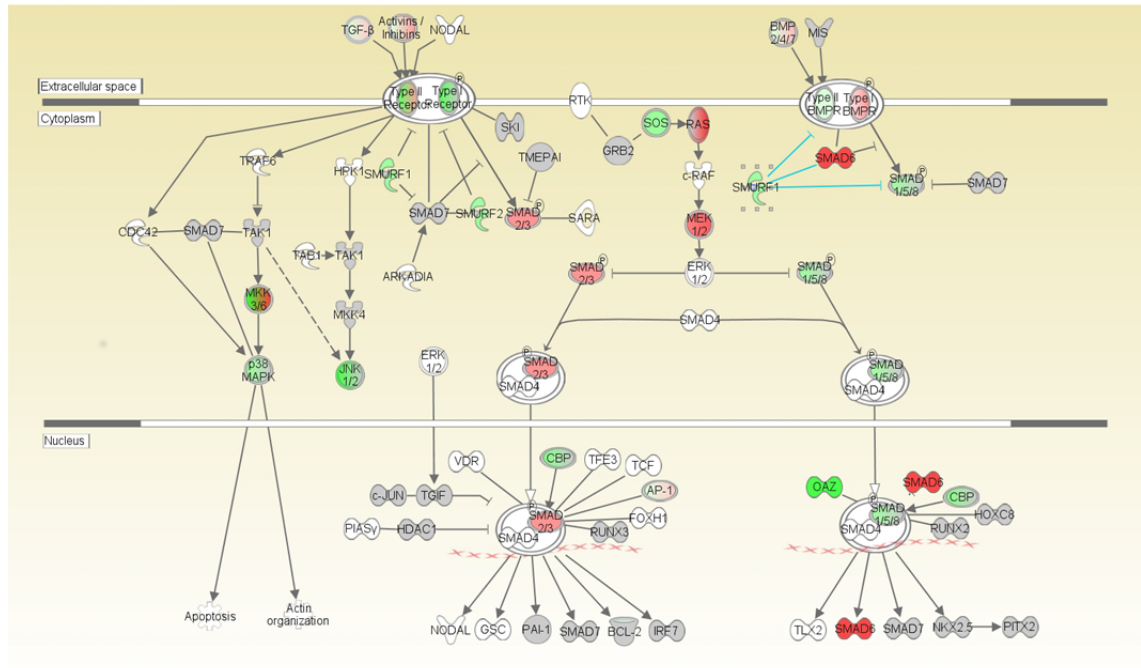 TGF-β
Activins /
Inhibins
NODAL
BMP
2/4/7
MIS
Extracellular space
Cytoplasm
Type II
Receptor
Type I
Receptor
P
RTK
SOS
RAS
GRB2
SKI
TMEPAI
Type II
BMPR
Type I
BMPR
P
SMAD6
TRAF6
HPK1
SMURF1
SMAD7
SMURF2
SMAD
2/3
P
SARA
c-RAF
SMURF1
SMAD
1/5/8
P
SMAD7
CDC42
SMAD7
TAK1
TAB1
TAK1
ARKADIA
MEK
1/2
SMAD
2/3
P
ERK
1/2
SMAD
1/5/8
P
MKK
3/6
MKK4
SMAD4
p38
MAPK
JNK
1/2
ERK
1/2
P
SMAD
2/3
SMAD4
P
SMAD
1/5/8
SMAD4
Nucleus
VDR
CBP
TFE3
TCF
c-JUN
TGIF
AP-1
PIASγ
HDAC1
P
SMAD
2/3
SMAD4
FOXH1
RUNX3
OAZ
SMAD6
CBP
P
SMAD
1/5/8
SMAD4
HOXC8
RUNX2
Apoptosis
Actin
organization
NODAL
GSC
PAI-1
SMAD7
BCL-2
IRF7
TLX2
SMAD6
SMAD7
NKX2.5
PITX2